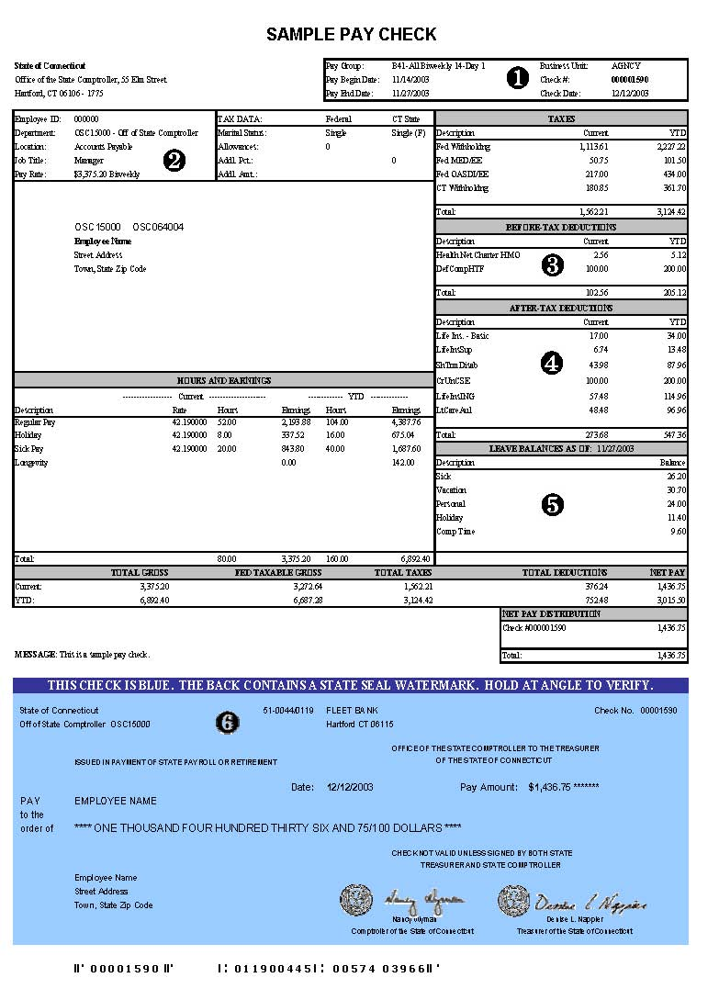 SAMPLE PAY CHECK
State of Connecticut
Office of the State Comptroller, 55 Elm Street
Hartford, CT 06106 - 1775
Pay Group: B41-All Biweekly 14-Day 1
Pay Begin Date: 11/14/2003
Pay End Date: 11/27/2003
1
Business Unit: AGNCY
Check #: 000001590
Check Date: 12/12/2003
Employee ID: 000000
Department: OSC15000 - Off of State Comptroller
Location: Accounts Payable
Job Title: Manager
Pay Rate: $3,375.20 Biweekly
2
TAX DATA: Federal CT State
Marital Status: Single Single (F)
Allowances: 0
Addl. Pct.: 0
Addl. Amt.:
TAXES
Description Current YTD
Fed Withholdng 1,113.61 2,227.22
Fed MED/EE 50.75 101.50
Fed OASDI/EE 217.00 434.00
CT Withholdng 180.85 361.70
Total: 1,562.21 3,124.42
OSC15000 OSC064004
Employee Name
Street Address
Town, State Zip Code
BEFORE-TAX DEDUCTIONS
Description Current YTD
Health Net Charter HMO 2.56 5.12
Def Comp HTF 100.00 200.00
3
Total: 102.56 205.12
AFTER-TAX DEDUCTIONS
Description Current YTD
Life Ins. - Basic 17.00 34.00
LifeInsSup 6.74 13.48
ShTrm Disab 43.98 87.96
4
CrUnCSE 100.00 200.00
LifeInsING 57.48 114.96
LtCareAul 48.48 96.96
Total: 273.68 547.36
HOURS AND EARNINGS
------------------ Current -------------------- ------------- YTD --------------
Description Rate Hours Earnings Hours Earnings
Regular Pay 42.190000 52.00 2,193.88 104.00 4,387.76
Holiday 42.190000 8.00 337.52 16.00 675.04
Sick Pay 42.190000 20.00 843.80 40.00 1,687.60
Longevity 0.00 142.00
Total: 80.00 3,375.20 160.00 6,892.40
LEAVE BALANCES AS OF: 11/27/2003
Description Balance
Sick 26.20
Vacation 30.70
Personal 24.00
5
Holiday 11.40
Comp Time 9.60
TOTAL GROSS FED TAXABLE GROSS TOTAL TAXES TOTAL DEDUCTIONS NET PAY
Current: 3,375.20 3,272.64 1,562.21 376.24 1,436.75
YTD: 6,892.40 6,687.28 3,124.42 752.48 3,015.50
NET PAY DISTRIBUTION
Check #000001590 1,436.75
Total: 1,436.75
MESSAGE: This is a sample pay check.
THIS CHECK IS BLUE. THE BACK CONTAINS A STATE SEAL WATERMARK. HOLD AT ANGLE TO VERIFY.
State of Connecticut
Off of State Comptroller OSC15000
6
51-0044/0119 FLEET BANK
Hartford CT 06115
Check No. 00001590
OFFICE OF THE STATE COMPTROLLER TO THE TREASURER
OF THE STATE OF CONNECTICUT
ISSUED IN PAYMENT OF STATE PAYROLL OR RETIREMENT
Date: 12/12/2003 Pay Amount: $1,436.75 *******
PAY
to the
order of
EMPLOYEE NAME
**** ONE THOUSAND FOUR HUNDRED THIRTY SIX AND 75/100 DOLLARS ****
CHECK NOT VALID UNLESS SIGNED BY BOTH STATE
TREASURER AND STATE COMPTROLLER
Employee Name
Street Address
Town, State Zip Code
Nancy Wyman
Nancy Wyman
Comptroller of the State of Connecticut
Denise L Nappier
Denise L. Nappier
Treasurer of the State of Connecticut
⑈00001590⑈ ⑆011900445⑆ 00574 03966⑈